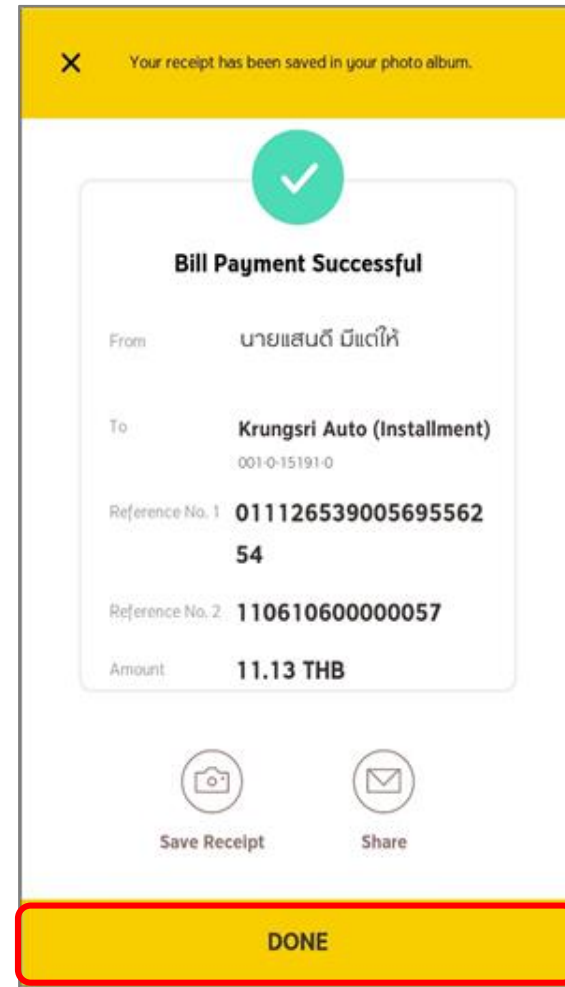 Your receipt has been saved in your photo album.
Bill Payment Successful
From นายแสนดี มีแต่ให้
To Krungsri Auto (Installment)
001-0-15191-0
Reference No. 1 011126539005695562
54
Reference No. 2 110610600000057
Amount 11.13 THB
Save Receipt Share
DONE